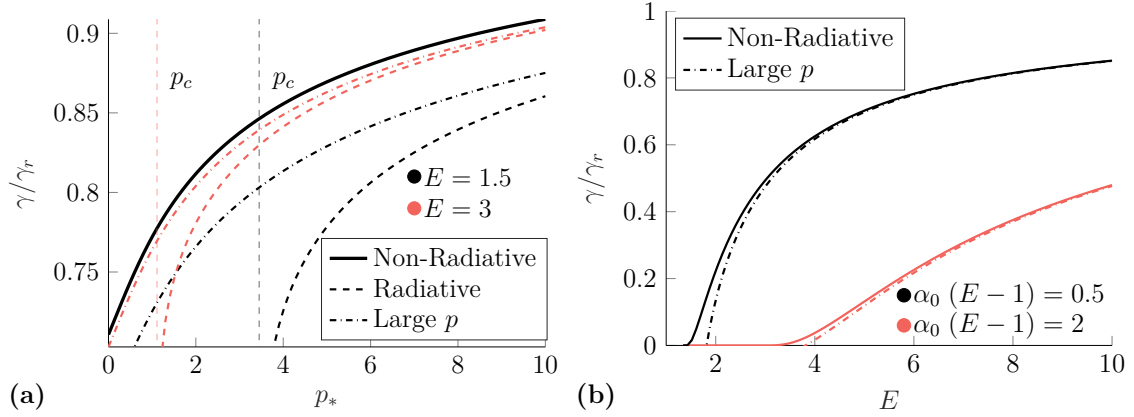 0.9
0.85
0.8
0.75
γ/γ_r
p_c
p_c
E = 1.5
E = 3
Non-Radiative
Radiative
Large p
0 2 4 6 8 10
p_*
(a)
1
0.8
0.6
0.4
0.2
0
γ/γ_r
Non-Radiative
Large p
α_0 (E − 1) = 0.5
α_0 (E − 1) = 2
2 4 6 8 10
E
(b)